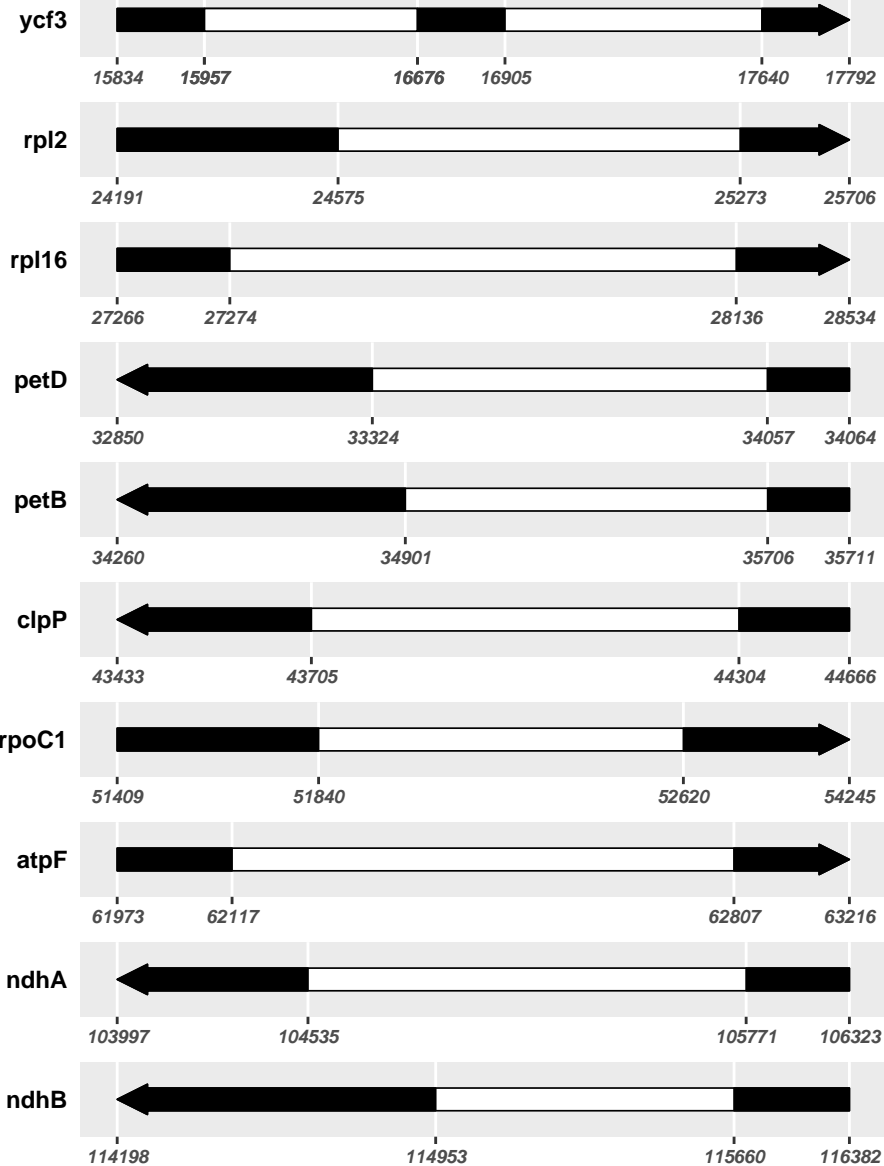 ycf3
15834 15957 16676 16905 17640 17792
rpl2
24191 24575 25273 25706
rpl16
27266 27274 28136 28534
petD
32850 33324 34057 34064
petB
34260 34901 35706 35711
clpP
43433 43705 44304 44666
rpoC1
51409 51840 52620 54245
atpF
61973 62117 62807 63216
ndhA
103997 104535 105771 106323
ndhB
114198 114953 115660 116382